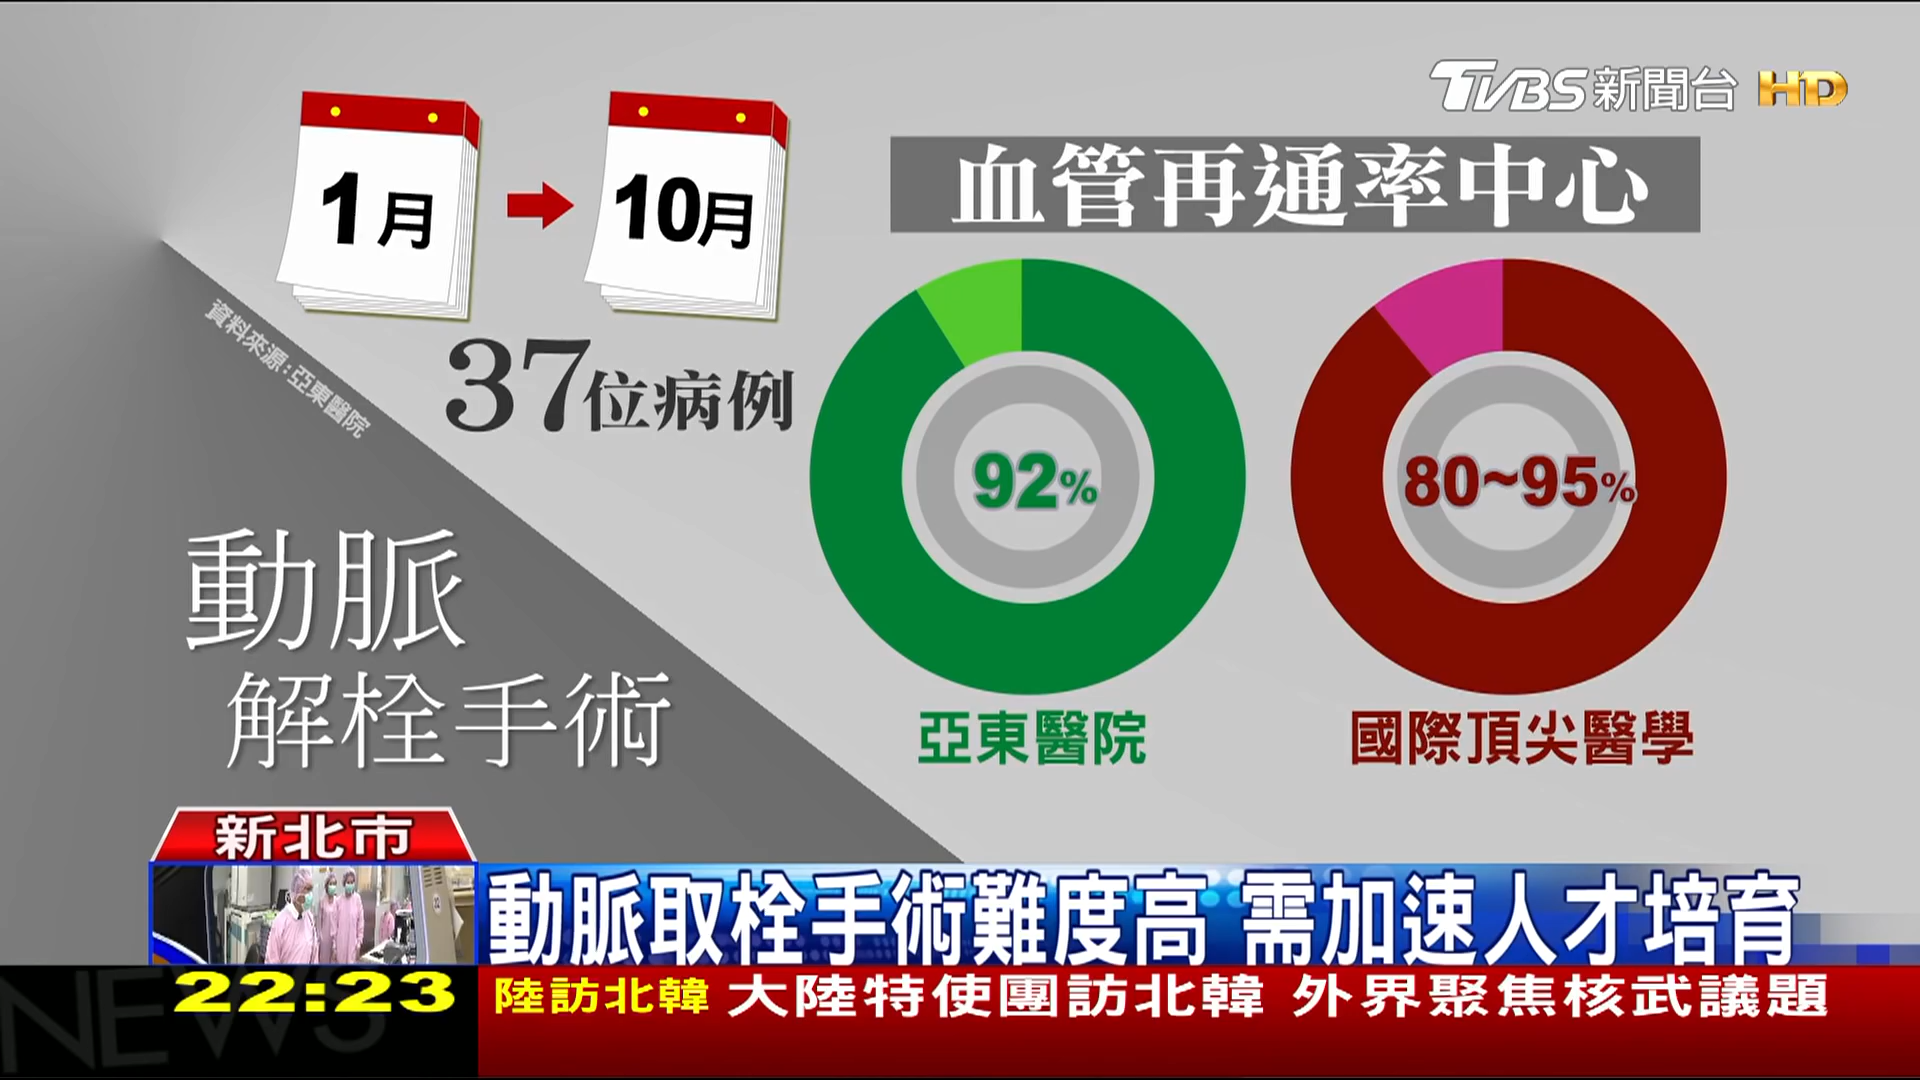 TVBS新聞台 HD
1月
10月
血管再通率中心
資料來源:亞東醫院
37位病例
92%
80~95%
動脈
解栓手術
亞東醫院
國際頂尖醫學
新北市
動脈取栓手術難度高 需加速人才培育
NEWS
22:23
陸訪北韓 大陸特使團訪北韓 外界聚焦核武議題